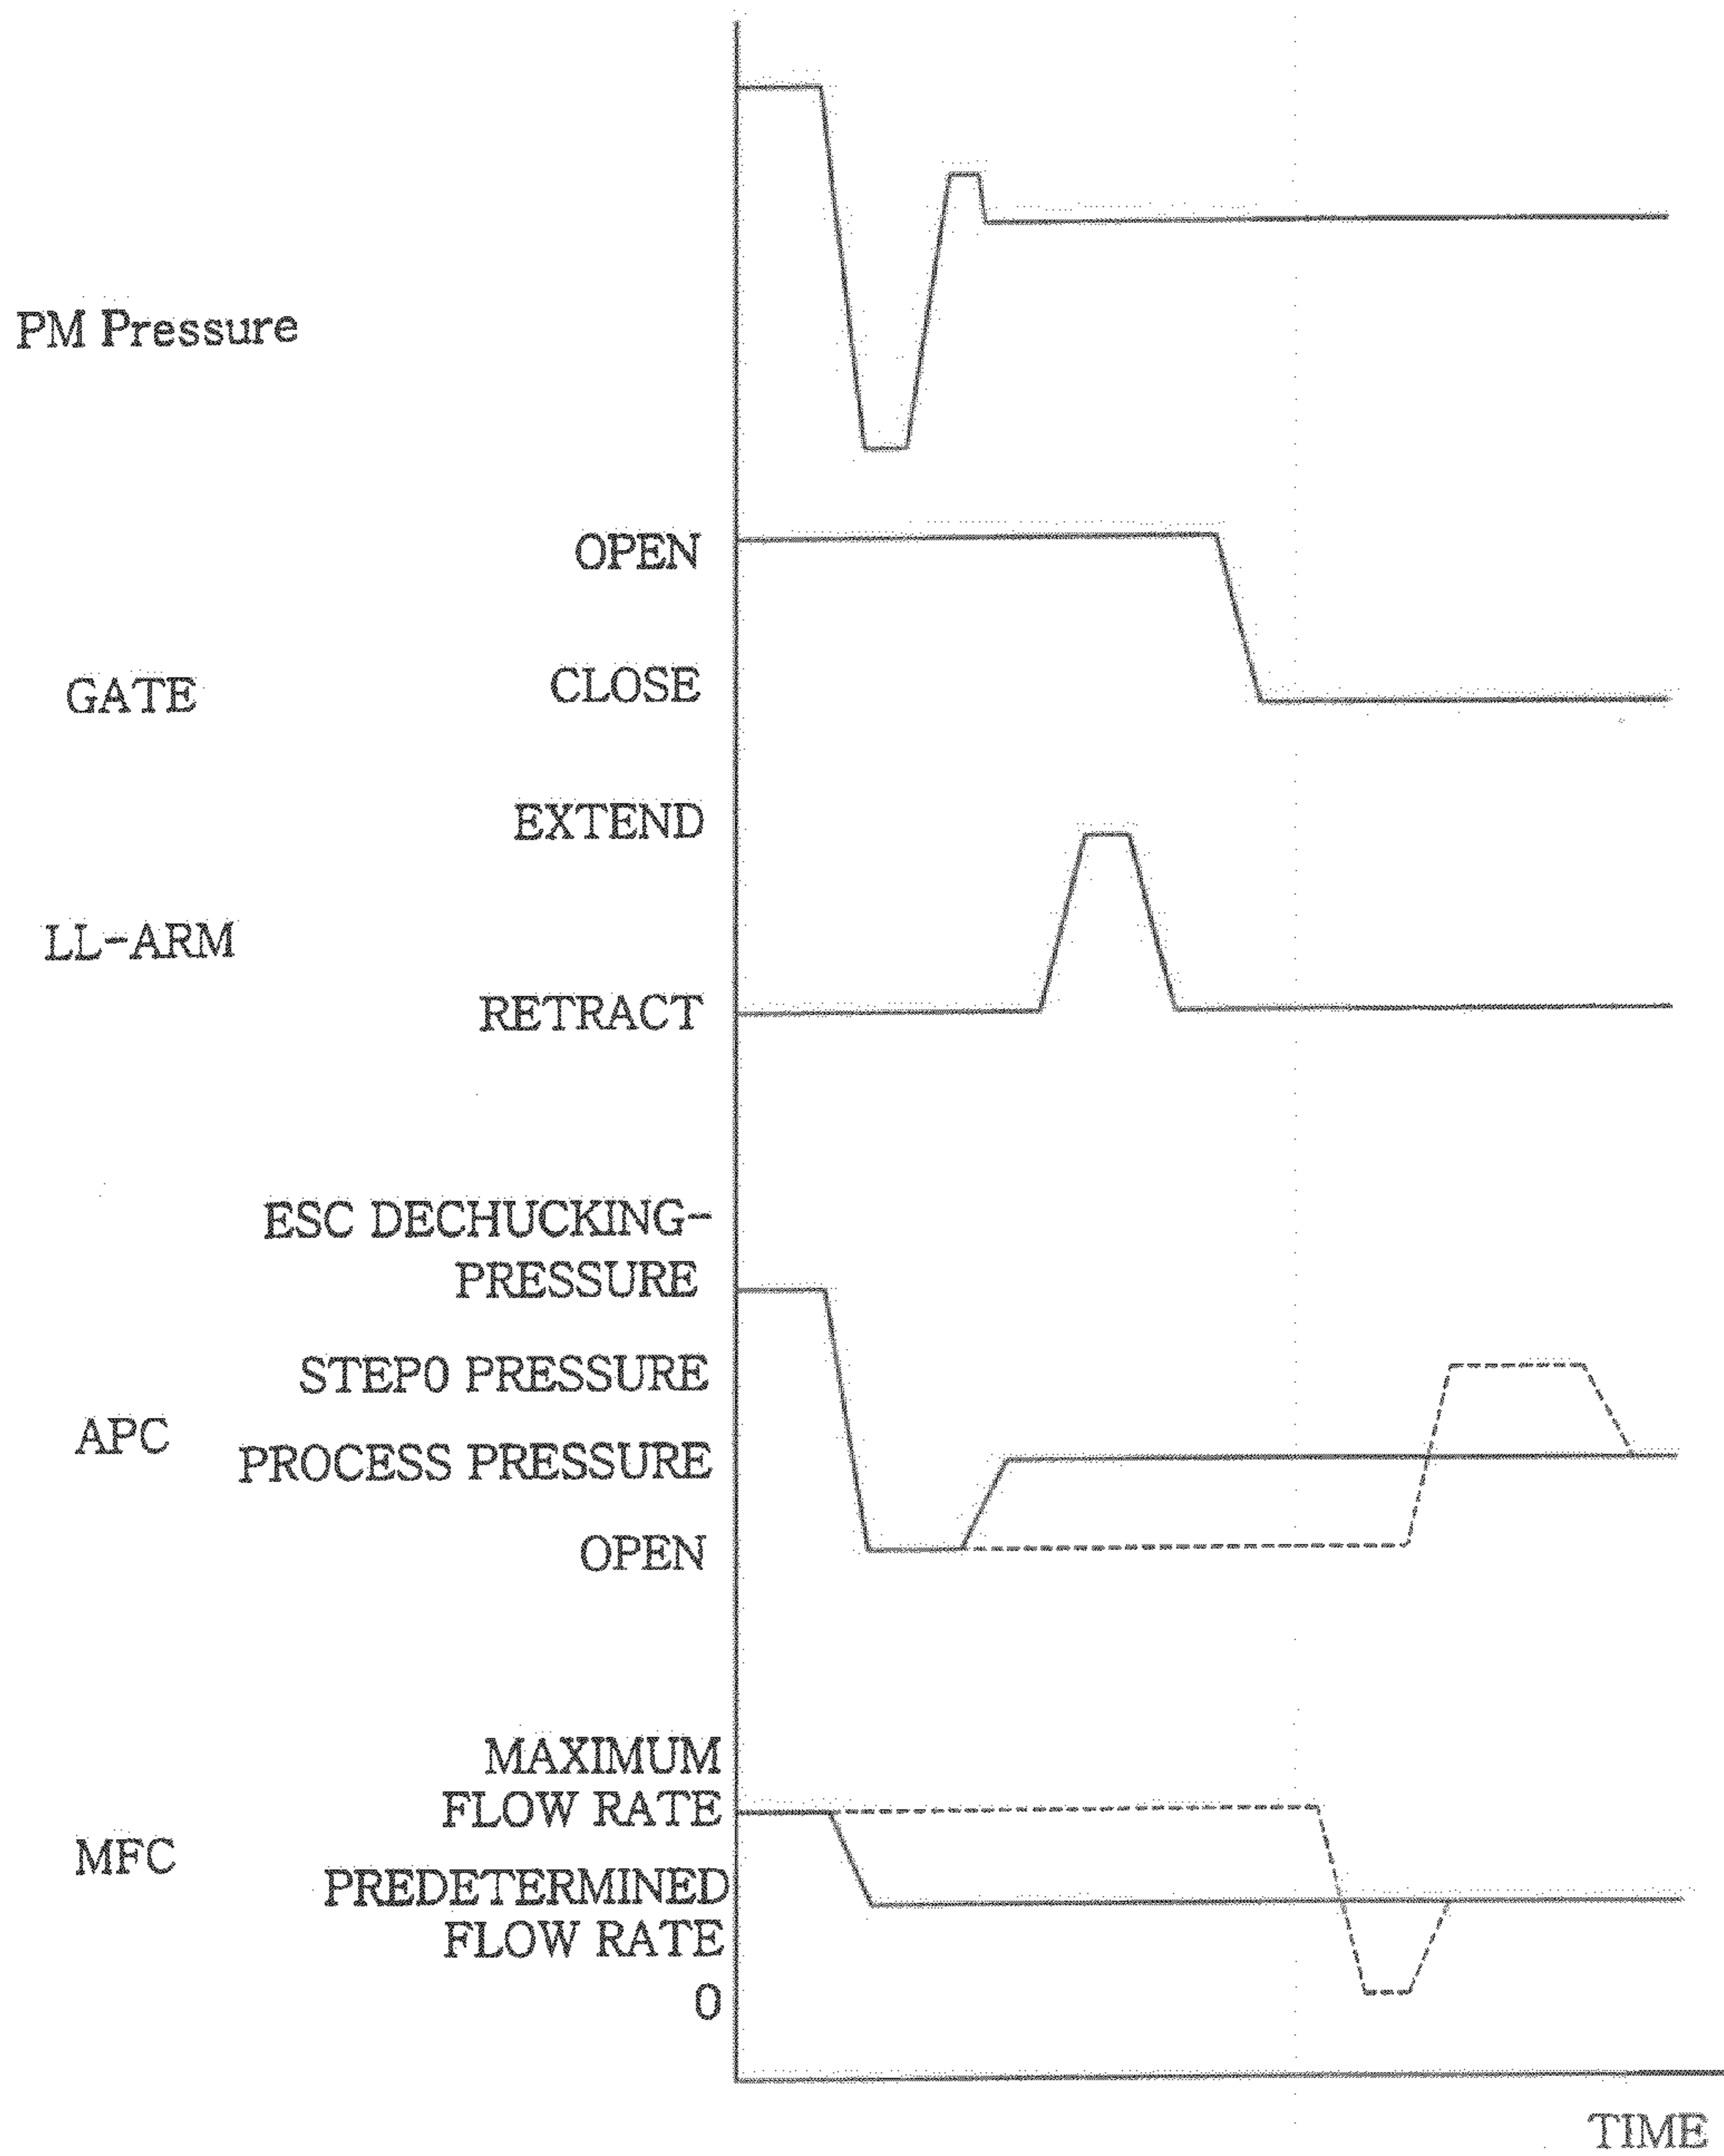 PM Pressure
OPEN
GATE
CLOSE
EXTEND
LL-ARM
RETRACT
ESC DECHUCKING-
PRESSURE
STEP0 PRESSURE
APC
PROCESS PRESSURE
OPEN
MAXIMUM
FLOW RATE
MFC
PREDETERMINED
FLOW RATE
0
TIME